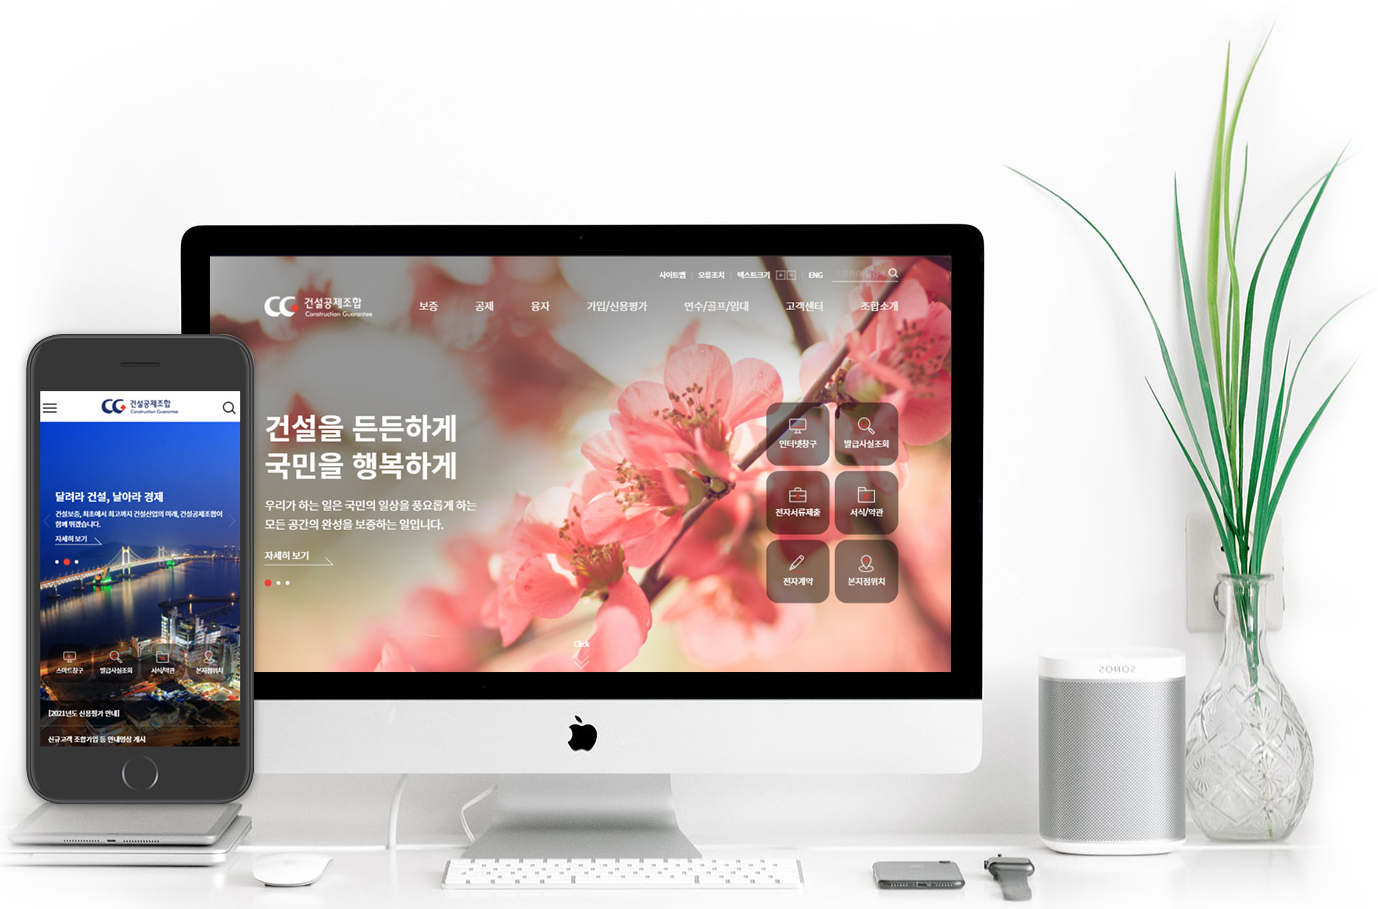 사이트맵 | 오류조치 | 텍스트크기 + - | ENG
CG 건설공제조합
Construction Guarantee
보증 공제 융자 가입/신용평가 연수/골프/임대 고객센터 조합소개
건설을 든든하게
국민을 행복하게
우리가 하는 일은 국민의 일상을 풍요롭게 하는
모든 공간의 완성을 보증하는 일입니다.
자세히 보기
인터넷창구 발급사실조회
전자서류제출 서식/약관
전자계약 본지점위치
Click
CG 건설공제조합
Construction Guarantee
달려라 건설, 날아라 경제
건설보증, 최초에서 최고까지 건설산업의 미래, 건설공제조합이
함께 뛰겠습니다.
자세히 보기
스마트창구 발급사실조회 서식/약관 본지점위치
[2021년도 신용평가 안내]
신규고객 조합가입 등 안내영상 게시
SONOS